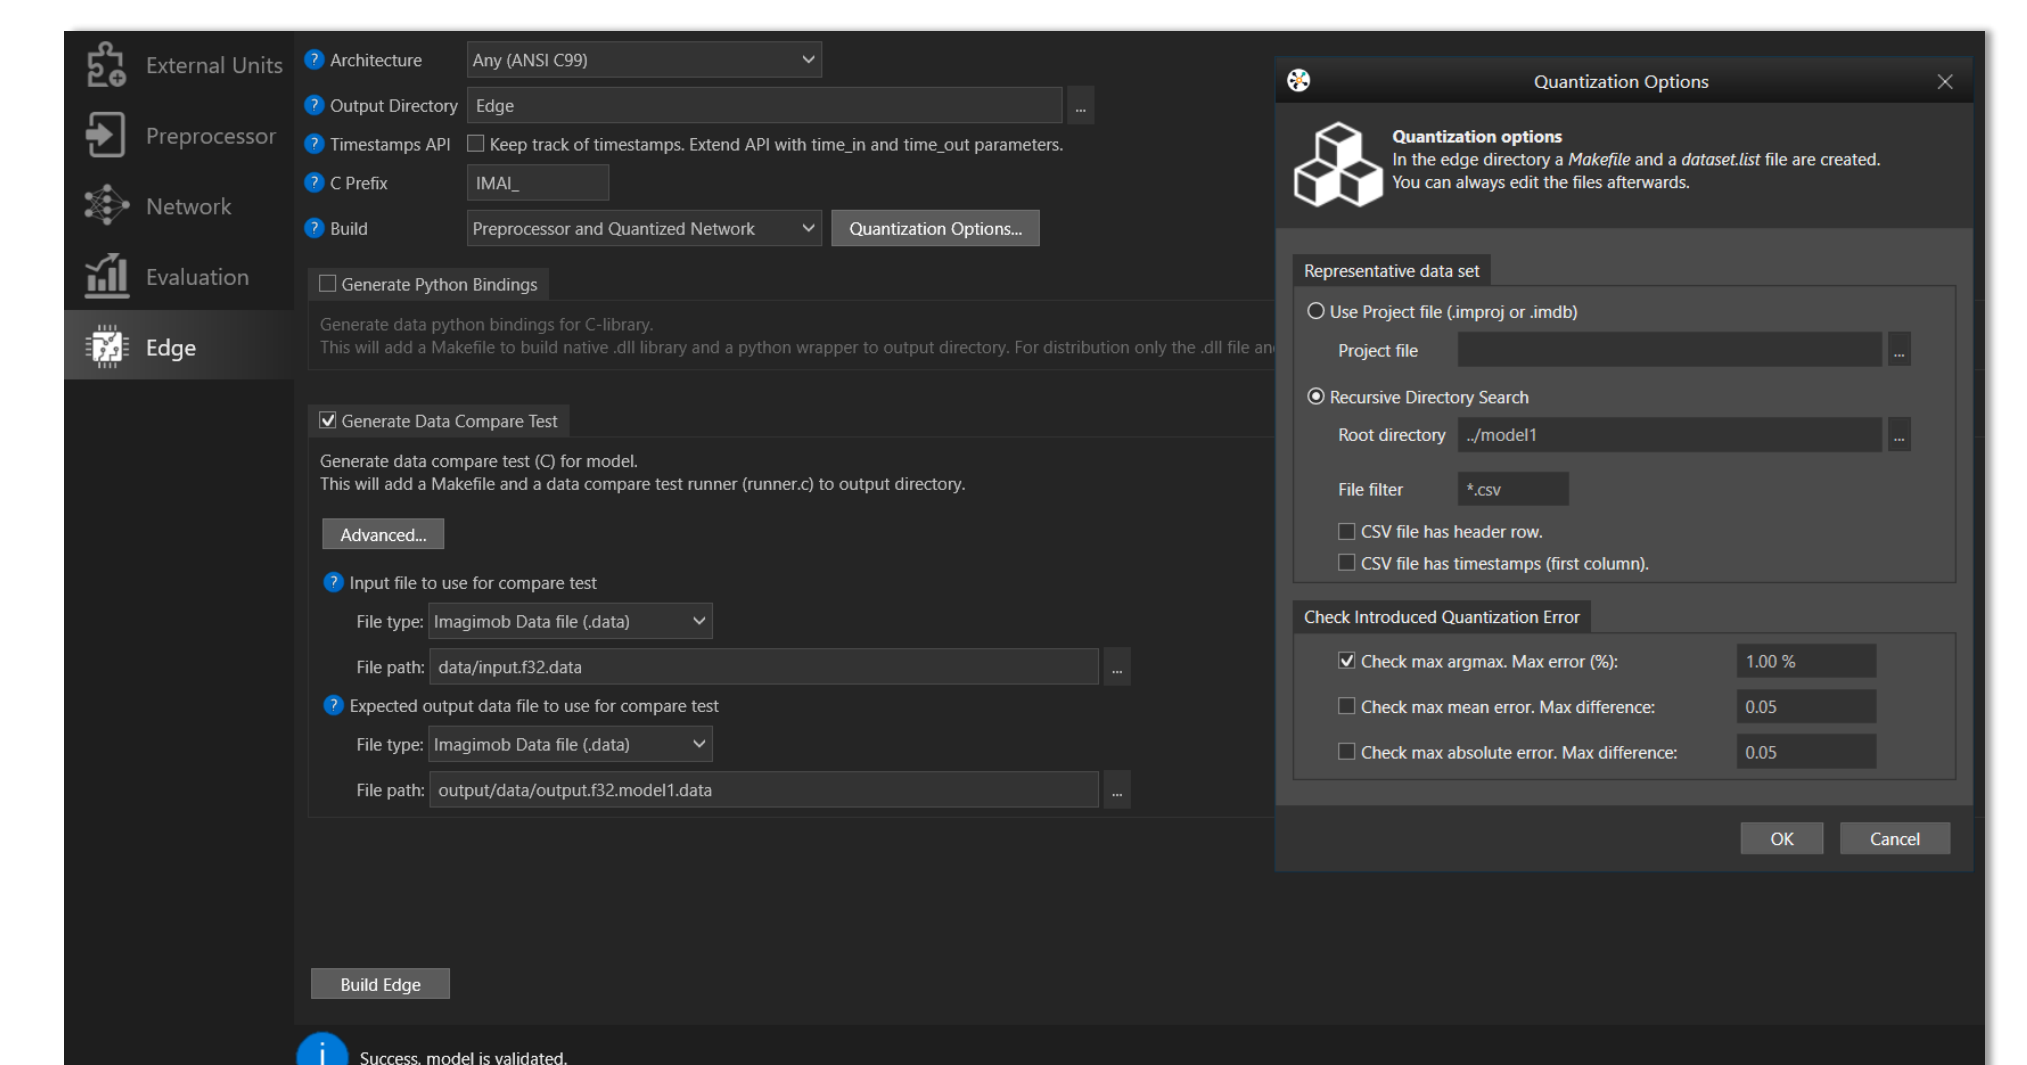 External Units
Preprocessor
Network
Evaluation
Edge
? Architecture Any (ANSI C99)
? Output Directory Edge ...
? Timestamps API Keep track of timestamps. Extend API with time_in and time_out parameters.
? C Prefix IMAI_
? Build Preprocessor and Quantized Network Quantization Options...
Generate Python Bindings
Generate data python bindings for C-library.
This will add a Makefile to build native .dll library and a python wrapper to output directory. For distribution only the .dll file an
Generate Data Compare Test
Generate data compare test (C) for model.
This will add a Makefile and a data compare test runner (runner.c) to output directory.
Advanced...
? Input file to use for compare test
File type: Imagimob Data file (.data)
File path: data/input.f32.data ...
? Expected output data file to use for compare test
File type: Imagimob Data file (.data)
File path: output/data/output.f32.model1.data ...
Build Edge
i Success, model is validated.
Quantization Options
Quantization options
In the edge directory a Makefile and a dataset.list file are created.
You can always edit the files afterwards.
Representative data set
Use Project file (.improj or .imdb)
Project file ...
Recursive Directory Search
Root directory ../model1 ...
File filter *.csv
CSV file has header row.
CSV file has timestamps (first column).
Check Introduced Quantization Error
Check max argmax. Max error (%): 1.00 %
Check max mean error. Max difference: 0.05
Check max absolute error. Max difference: 0.05
OK Cancel